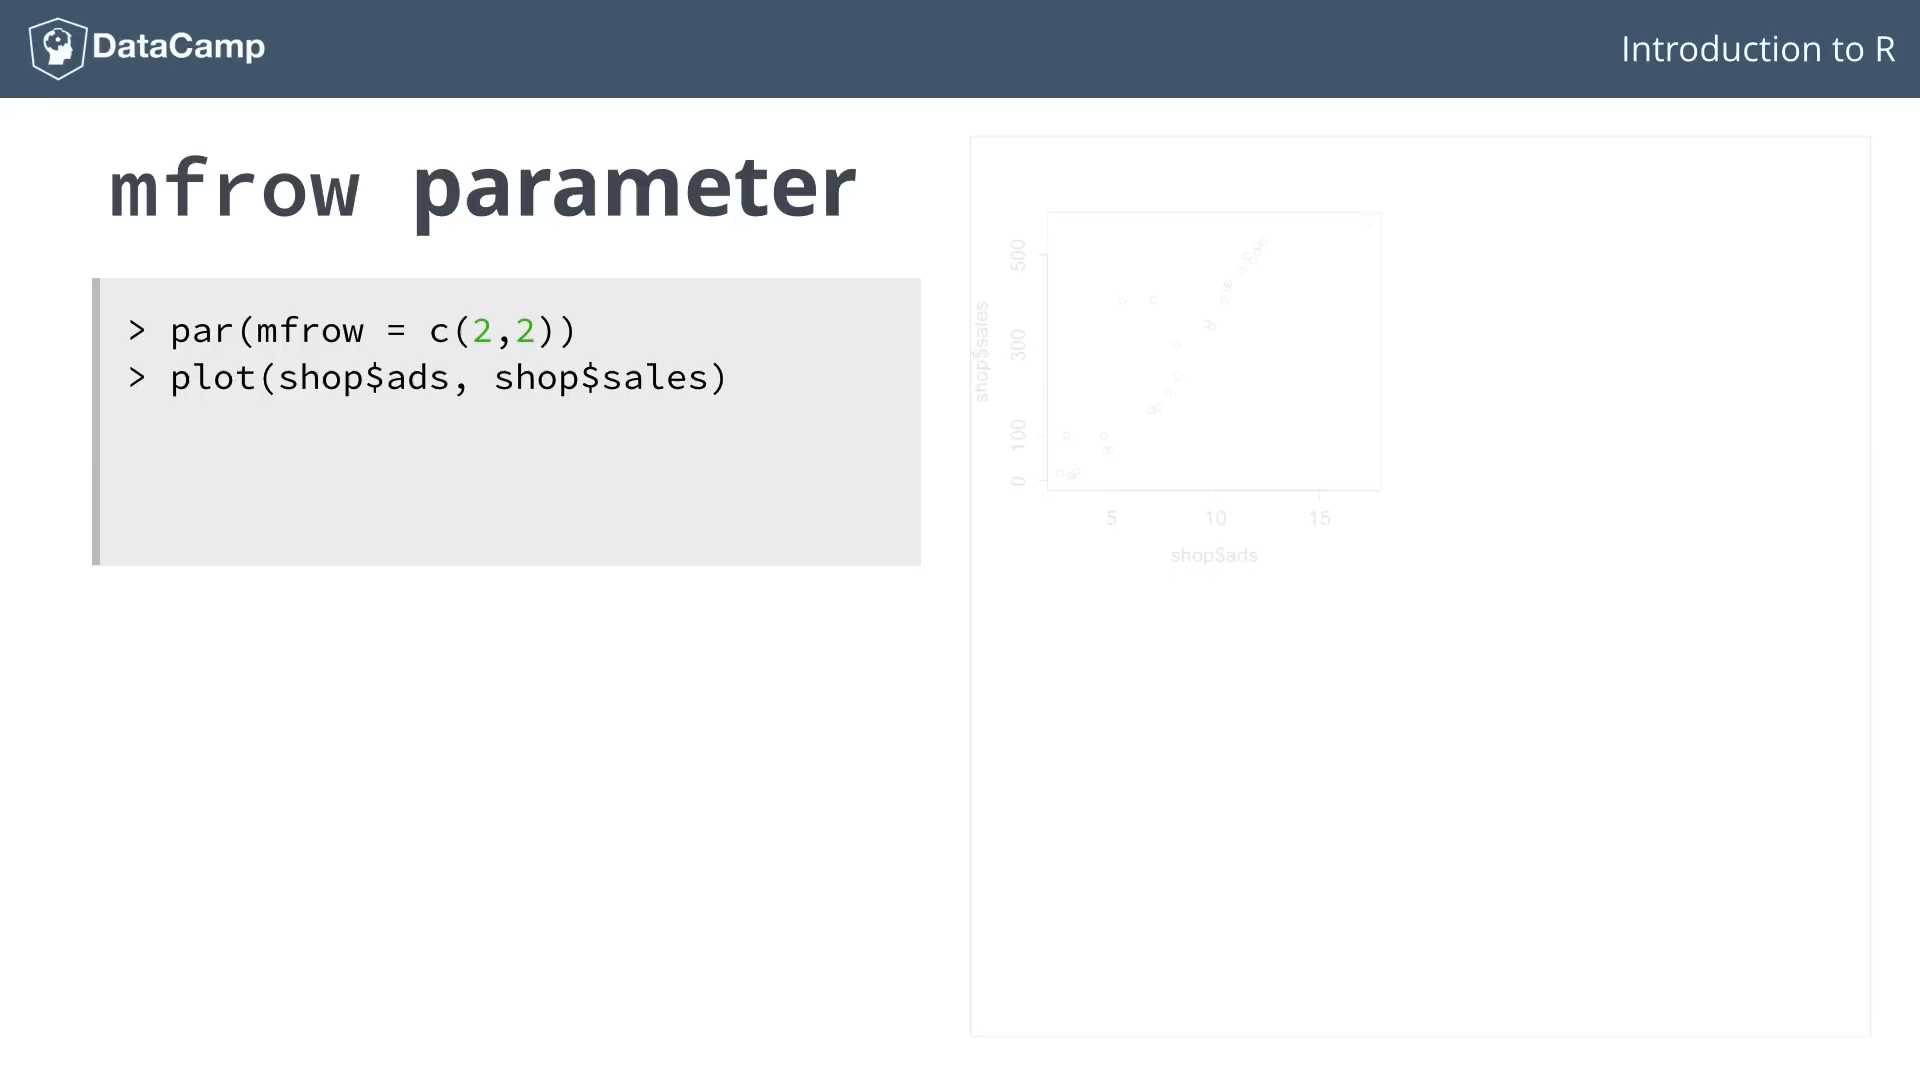 DataCamp
Introduction to R
mfrow parameter
> par(mfrow = c(2,2))
> plot(shop$ads, shop$sales)
shop$sales
500
300
100
0
5 10 15
shop$ads